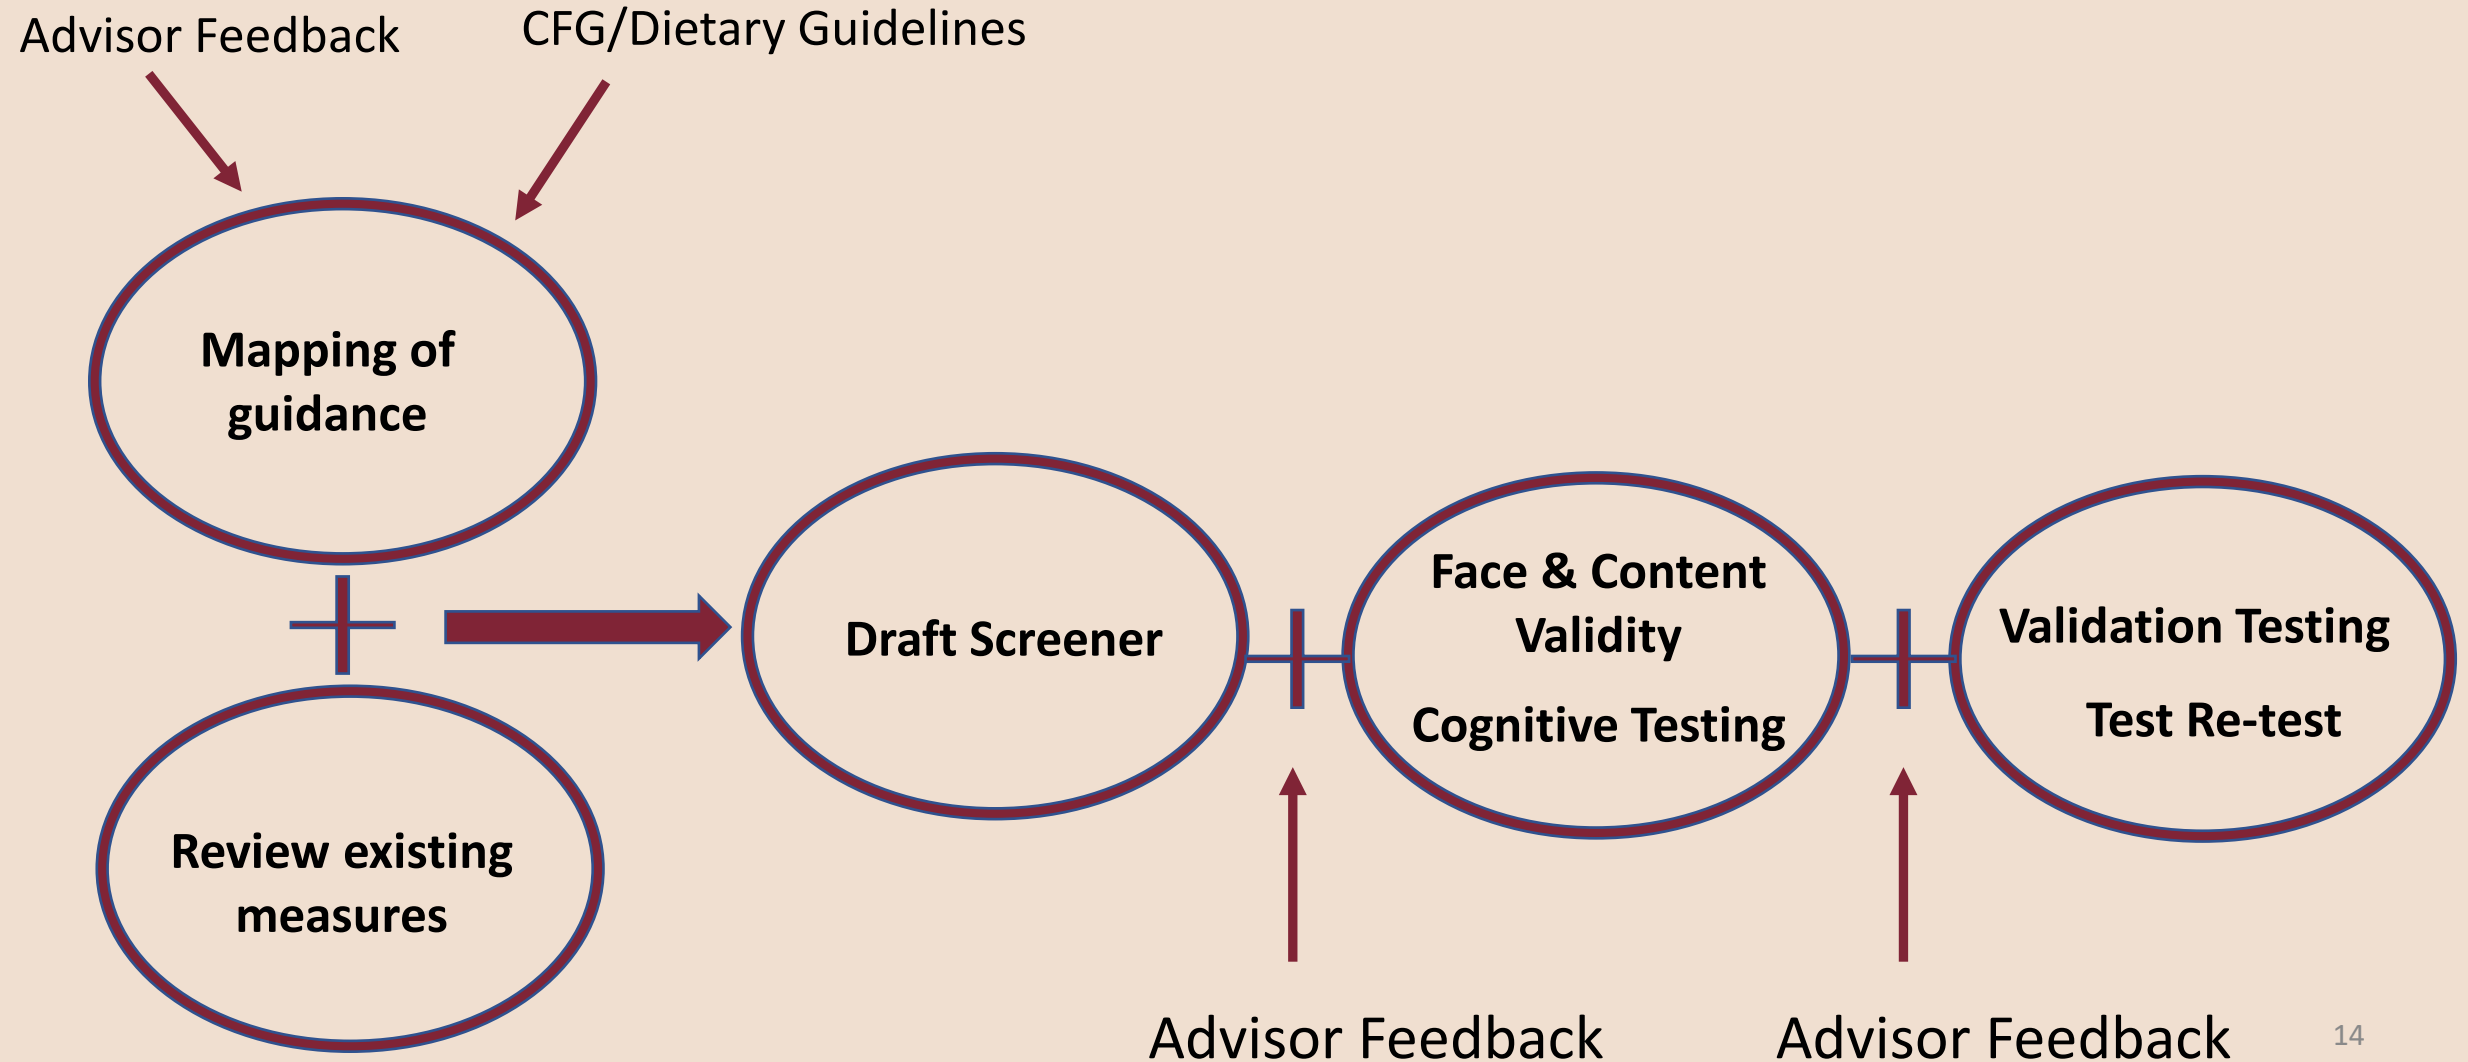 Advisor Feedback
CFG/Dietary Guidelines
Mapping of
guidance
Review existing
measures
Draft Screener
Face & Content
Validity
Cognitive Testing
Validation Testing
Test Re-test
Advisor Feedback
Advisor Feedback
14